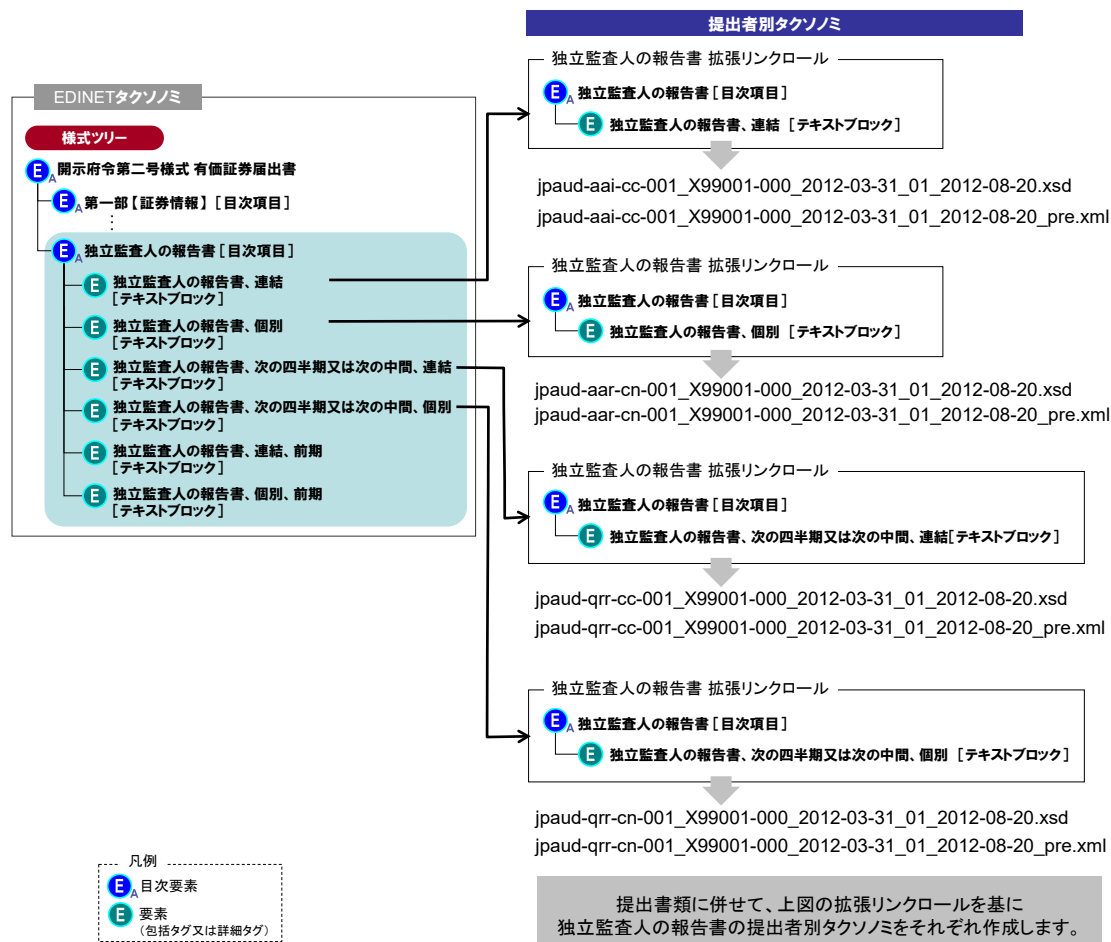 EDINETタクソノミ
様式ツリー
EA 開示府令第二号様式 有価証券届出書
EA 第一部【証券情報】 [目次項目]
⋮
EA 独立監査人の報告書 [目次項目]
E 独立監査人の報告書、連結
[テキストブロック]
E 独立監査人の報告書、個別
[テキストブロック]
E 独立監査人の報告書、次の四半期又は次の中間、連結
[テキストブロック]
E 独立監査人の報告書、次の四半期又は次の中間、個別
[テキストブロック]
E 独立監査人の報告書、連結、前期
[テキストブロック]
E 独立監査人の報告書、個別、前期
[テキストブロック]
凡例
EA 目次要素
E 要素
(包括タグ又は詳細タグ)
提出者別タクソノミ
独立監査人の報告書 拡張リンクロール
EA 独立監査人の報告書 [目次項目]
E 独立監査人の報告書、連結 [テキストブロック]
jpaud-aai-cc-001_X99001-000_2012-03-31_01_2012-08-20.xsd
jpaud-aai-cc-001_X99001-000_2012-03-31_01_2012-08-20_pre.xml
独立監査人の報告書 拡張リンクロール
EA 独立監査人の報告書 [目次項目]
E 独立監査人の報告書、個別 [テキストブロック]
jpaud-aar-cn-001_X99001-000_2012-03-31_01_2012-08-20.xsd
jpaud-aar-cn-001_X99001-000_2012-03-31_01_2012-08-20_pre.xml
独立監査人の報告書 拡張リンクロール
EA 独立監査人の報告書 [目次項目]
E 独立監査人の報告書、次の四半期又は次の中間、連結[テキストブロック]
jpaud-qrr-cc-001_X99001-000_2012-03-31_01_2012-08-20.xsd
jpaud-qrr-cc-001_X99001-000_2012-03-31_01_2012-08-20_pre.xml
独立監査人の報告書 拡張リンクロール
EA 独立監査人の報告書 [目次項目]
E 独立監査人の報告書、次の四半期又は次の中間、個別 [テキストブロック]
jpaud-qrr-cn-001_X99001-000_2012-03-31_01_2012-08-20.xsd
jpaud-qrr-cn-001_X99001-000_2012-03-31_01_2012-08-20_pre.xml
提出書類に併せて、上図の拡張リンクロールを基に
独立監査人の報告書の提出者別タクソノミをそれぞれ作成します。